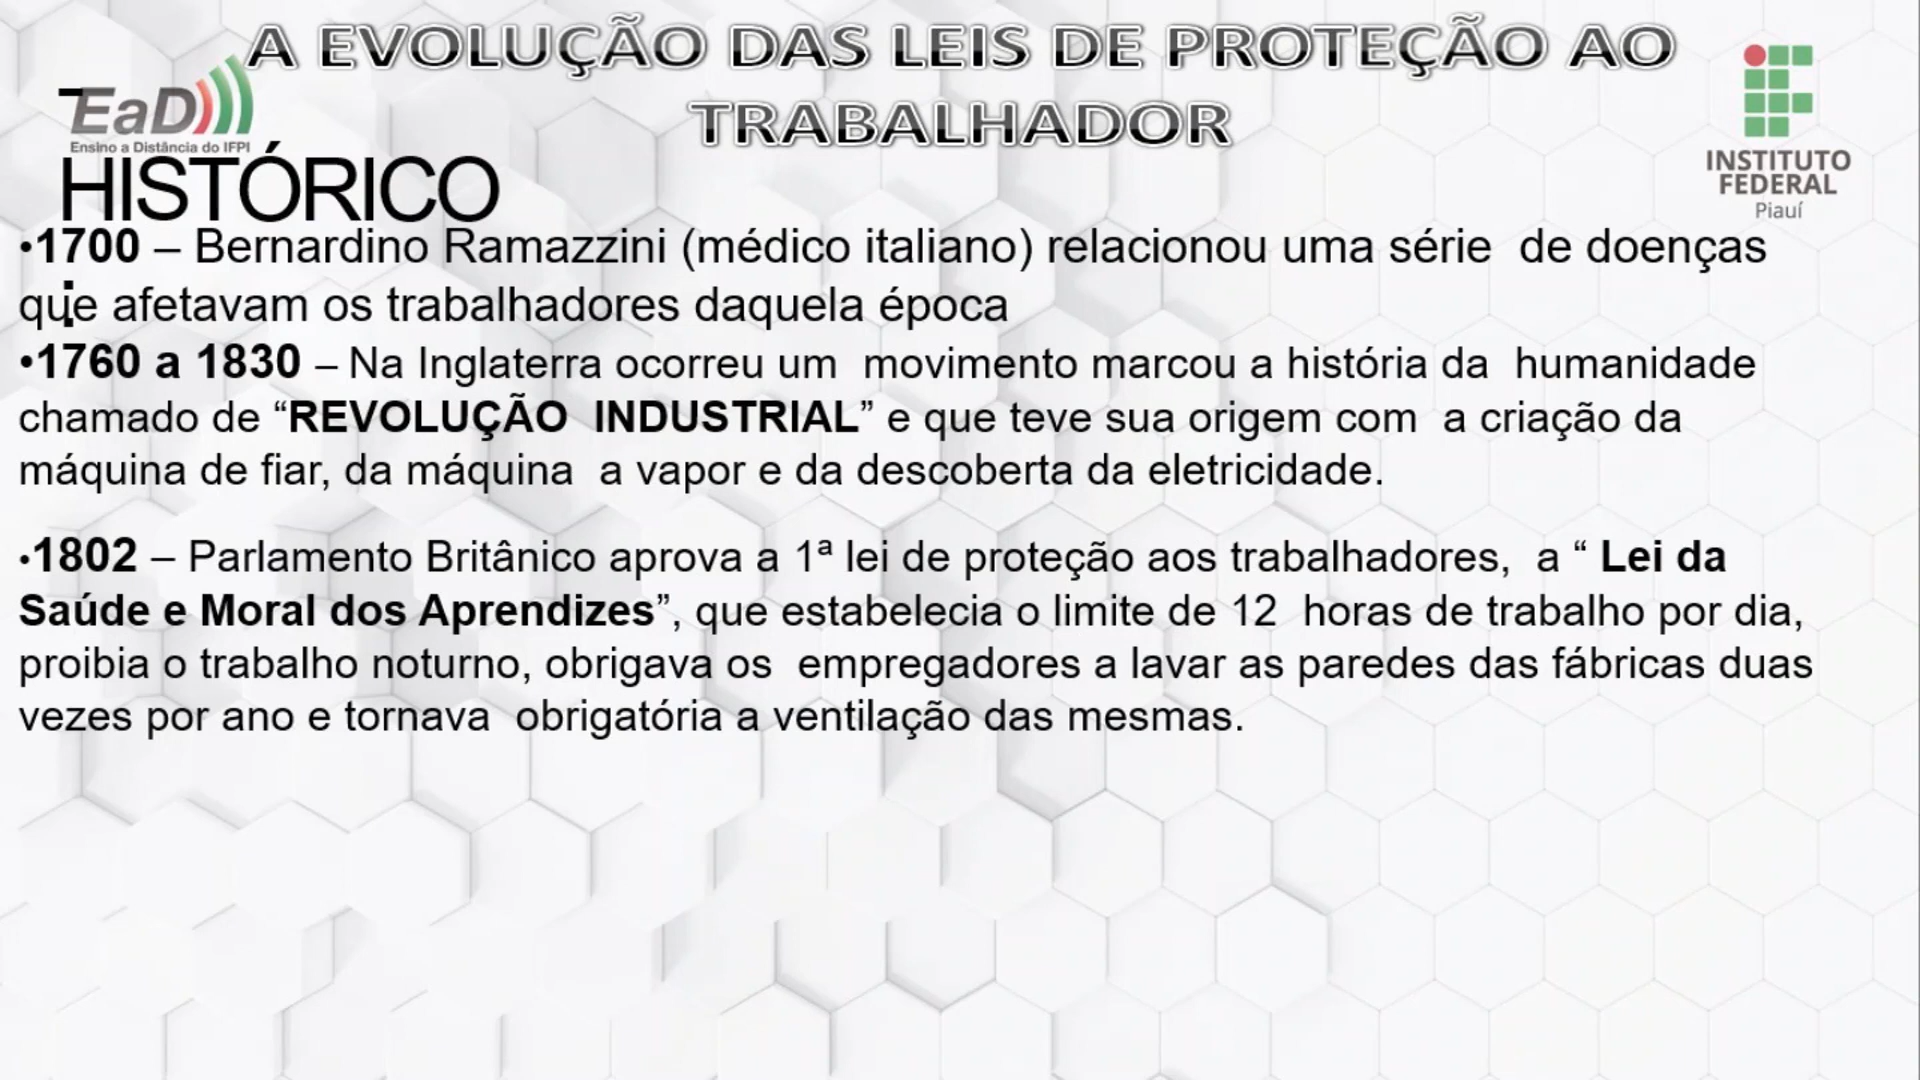 A EVOLUÇÃO DAS LEIS DE PROTEÇÃO AO
TRABALHADOR
EaD
Ensino a Distância do IFPI
INSTITUTO
FEDERAL
Piauí
HISTÓRICO
:
•1700 – Bernardino Ramazzini (médico italiano) relacionou uma série de doenças
que afetavam os trabalhadores daquela época
•1760 a 1830 – Na Inglaterra ocorreu um movimento marcou a história da humanidade
chamado de “REVOLUÇÃO INDUSTRIAL” e que teve sua origem com a criação da
máquina de fiar, da máquina a vapor e da descoberta da eletricidade.
•1802 – Parlamento Britânico aprova a 1ª lei de proteção aos trabalhadores, a “ Lei da
Saúde e Moral dos Aprendizes”, que estabelecia o limite de 12 horas de trabalho por dia,
proibia o trabalho noturno, obrigava os empregadores a lavar as paredes das fábricas duas
vezes por ano e tornava obrigatória a ventilação das mesmas.